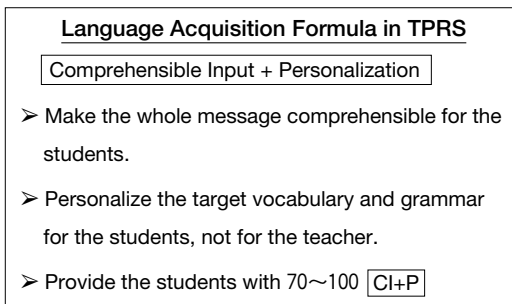 Language Acquisition Formula in TPRS
Comprehensible Input + Personalization
➢ Make the whole message comprehensible for the
students.
➢ Personalize the target vocabulary and grammar
for the students, not for the teacher.
➢ Provide the students with 70～100 CI+P